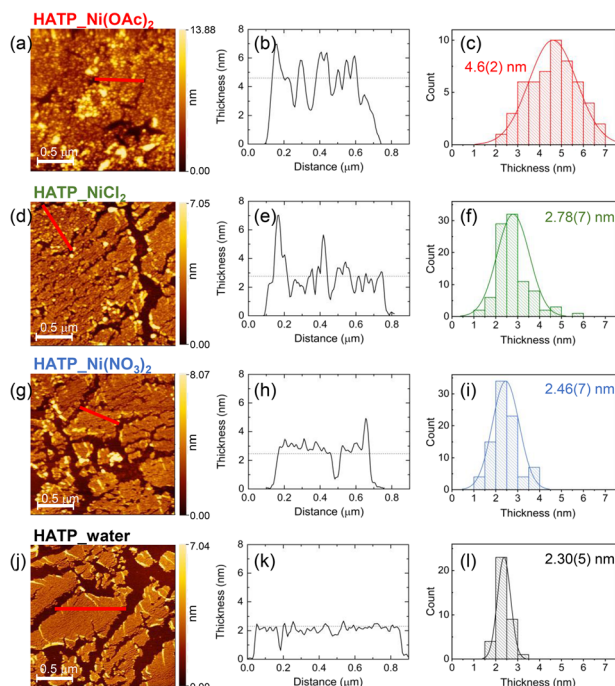 HATP_Ni(OAc)₂
(a)
13.88
nm
0.00
0.5 μm
(b)
Thickness (nm)
8
6
4
2
0
0.0 0.2 0.4 0.6 0.8
Distance (μm)
(c)
4.6(2) nm
Count
10
5
0
0 1 2 3 4 5 6 7
Thickness (nm)
HATP_NiCl₂
(d)
7.05
nm
0.00
0.5 μm
(e)
Thickness (nm)
8
6
4
2
0
0.0 0.2 0.4 0.6 0.8
Distance (μm)
(f)
2.78(7) nm
Count
30
20
10
0
0 1 2 3 4 5 6 7
Thickness (nm)
HATP_Ni(NO₃)₂
(g)
8.07
nm
0.00
0.5 μm
(h)
Thickness (nm)
8
6
4
2
0
0.0 0.2 0.4 0.6 0.8
Distance (μm)
(i)
2.46(7) nm
Count
30
20
10
0
0 1 2 3 4 5 6 7
Thickness (nm)
HATP_water
(j)
7.04
nm
0.5 μm
(k)
Thickness (nm)
8
6
4
2
0
0.0 0.2 0.4 0.6 0.8
Distance (μm)
(l)
2.30(5) nm
Count
20
10
0
0 1 2 3 4 5 6 7
Thickness (nm)